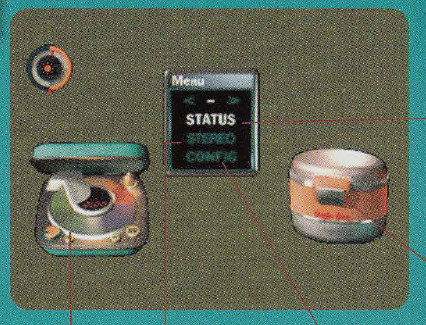 Menu
< - >
STATUS
STEREO
CONFIG